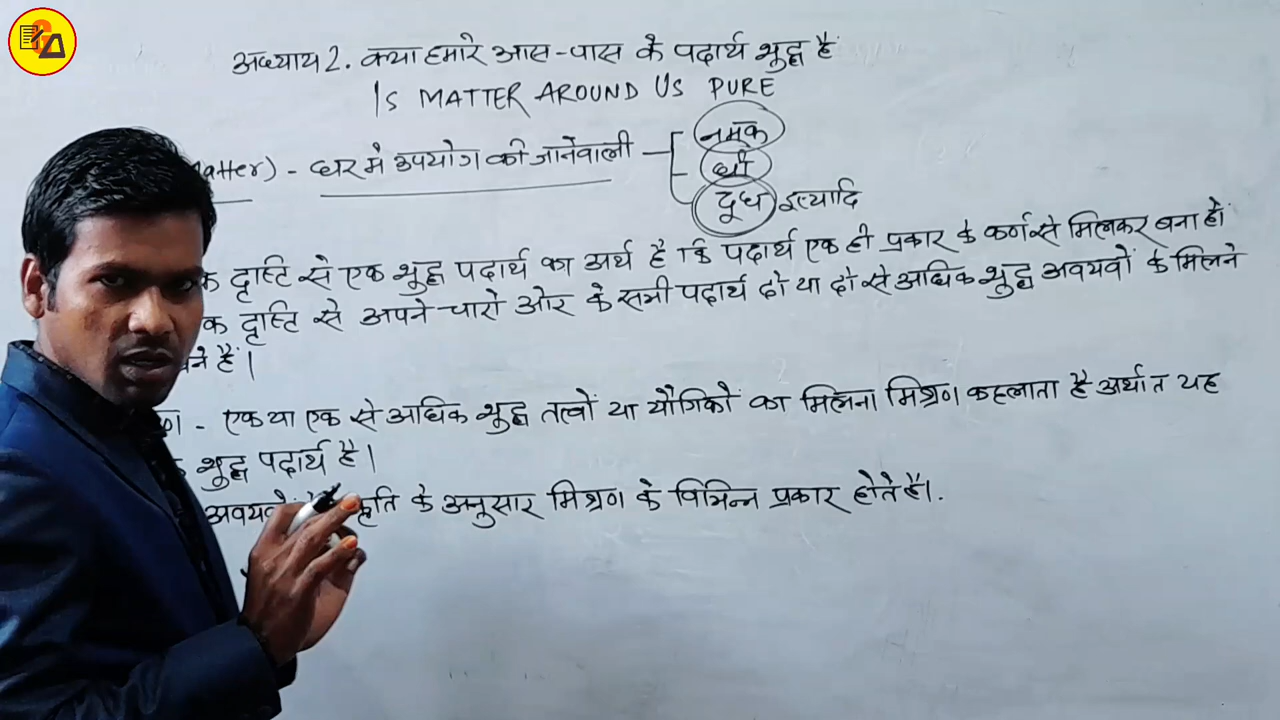 अध्याय 2. क्या हमारे आस-पास के पदार्थ शुद्ध है
IS MATTER AROUND US PURE
atter) - घर में उपयोग की जानेवाली
नमक
घी
दूध इत्यादि
क दृष्टि से एक शुद्ध पदार्थ का अर्थ है कि पदार्थ एक ही प्रकार के कणों से मिलकर बना हों
क दृष्टि से अपने चारो ओर के सभी पदार्थ दो या दो से अधिक शुद्ध अवयवों के मिलने
ने हैं।
ण - एक या एक से अधिक शुद्ध तत्वों या यौगिकों का मिलना मिश्रण कहलाता है अर्थात यह
शुद्ध पदार्थ है।
के अनुसार मिश्रण के विभिन्न प्रकार होते हैं।.